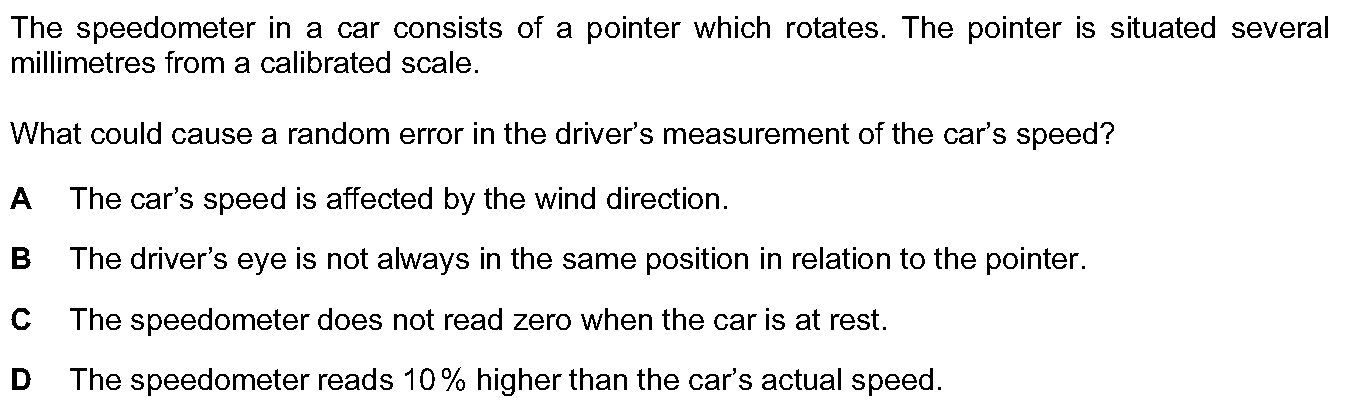 The speedometer in a car consists of a pointer which rotates. The pointer is situated several
millimetres from a calibrated scale.
What could cause a random error in the driver's measurement of the car's speed?
A The car's speed is affected by the wind direction.
B The driver's eye is not always in the same position in relation to the pointer.
C The speedometer does not read zero when the car is at rest.
D The speedometer reads 10% higher than the car's actual speed.